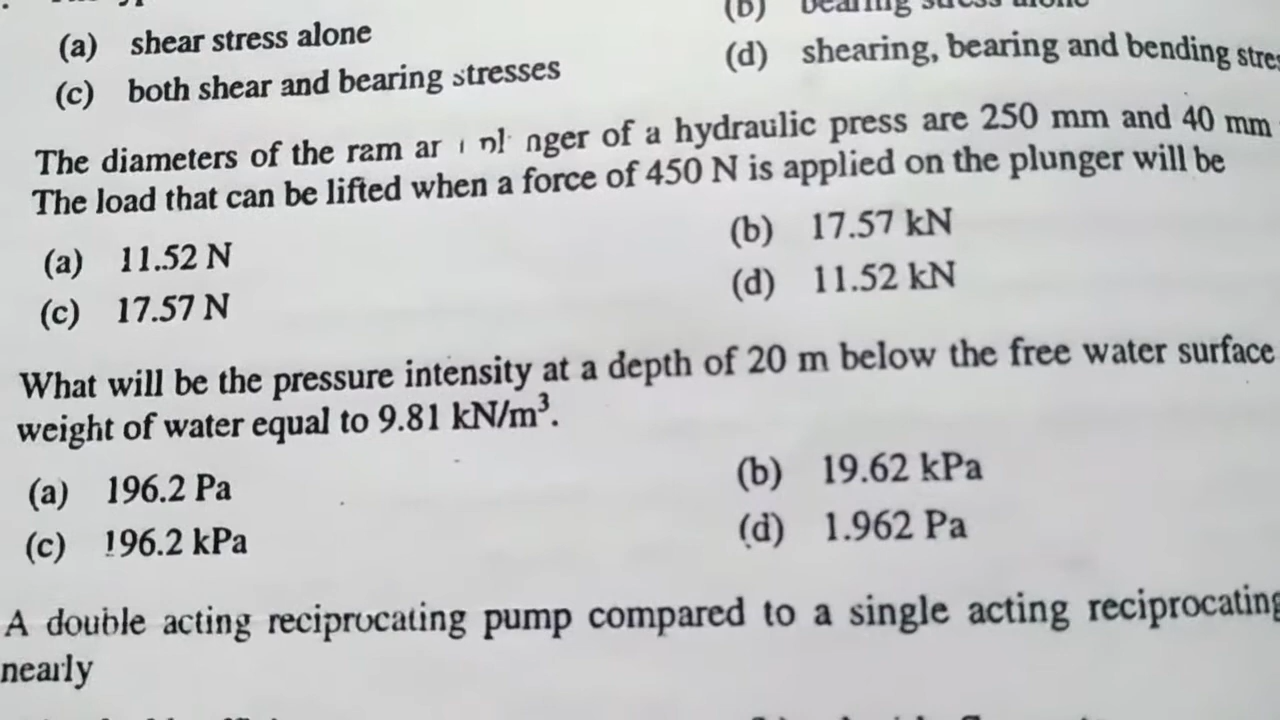 (a) shear stress alone
(d) shearing, bearing and bending
(c) both shear and bearing stresses
The diameters of the ram of a hydraulic press are 250 mm and 40 mm
The load that can be lifted when a force of 450 N is applied on the plunger will be
(a) 11.52 N
(b) 17.57 kN
(c) 17.57 N
(d) 11.52 kN
What will be the pressure intensity at a depth of 20 m below the free water surface
weight of water equal to 9.81 kN/m³.
(a) 196.2 Pa
(b) 19.62 kPa
(c) 196.2 kPa
(d) 1.962 Pa
A double acting reciprocating pump compared to a single acting reciprocating
nearly